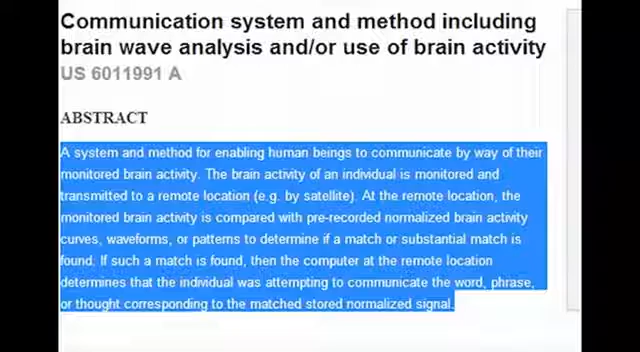 Communication system and method including
brain wave analysis and/or use of brain activity
US 6011991 A
ABSTRACT
A system and method for enabling human beings to communicate by way of their
monitored brain activity. The brain activity of an individual is monitored and
transmitted to a remote location (e.g. by satellite). At the remote location, the
monitored brain activity is compared with pre-recorded normalized brain activity
curves, waveforms, or patterns to determine if a match or substantial match is
found. If such a match is found, then the computer at the remote location
determines that the individual was attempting to communicate the word, phrase,
or thought corresponding to the matched stored normalized signal.